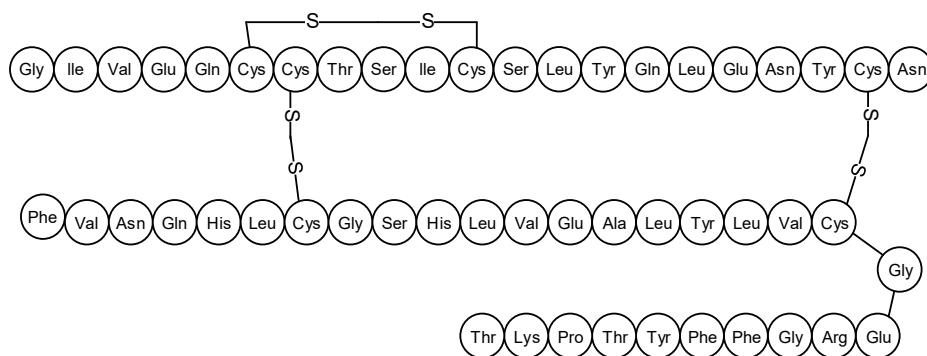 S S
Gly Ile Val Glu Gln Cys Cys Thr Ser Ile Cys Ser Leu Tyr Gln Leu Glu Asn Tyr Cys Asn
S S
S S
Phe Val Asn Gln His Leu Cys Gly Ser His Leu Val Glu Ala Leu Tyr Leu Val Cys
Gly
Thr Lys Pro Thr Tyr Phe Phe Gly Arg Glu